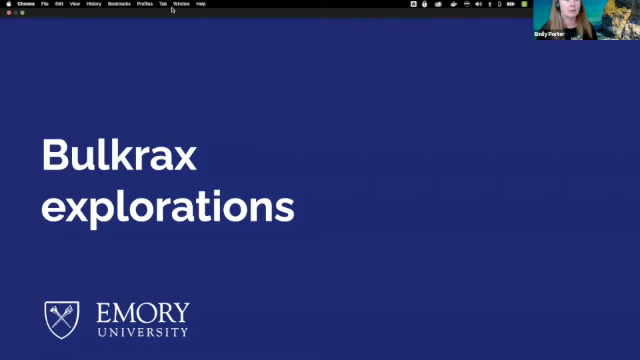 Chrome File Edit View History Bookmarks Profiles Tab Window Help
Emily Porter
Bulkrax
explorations
EMORY
UNIVERSITY